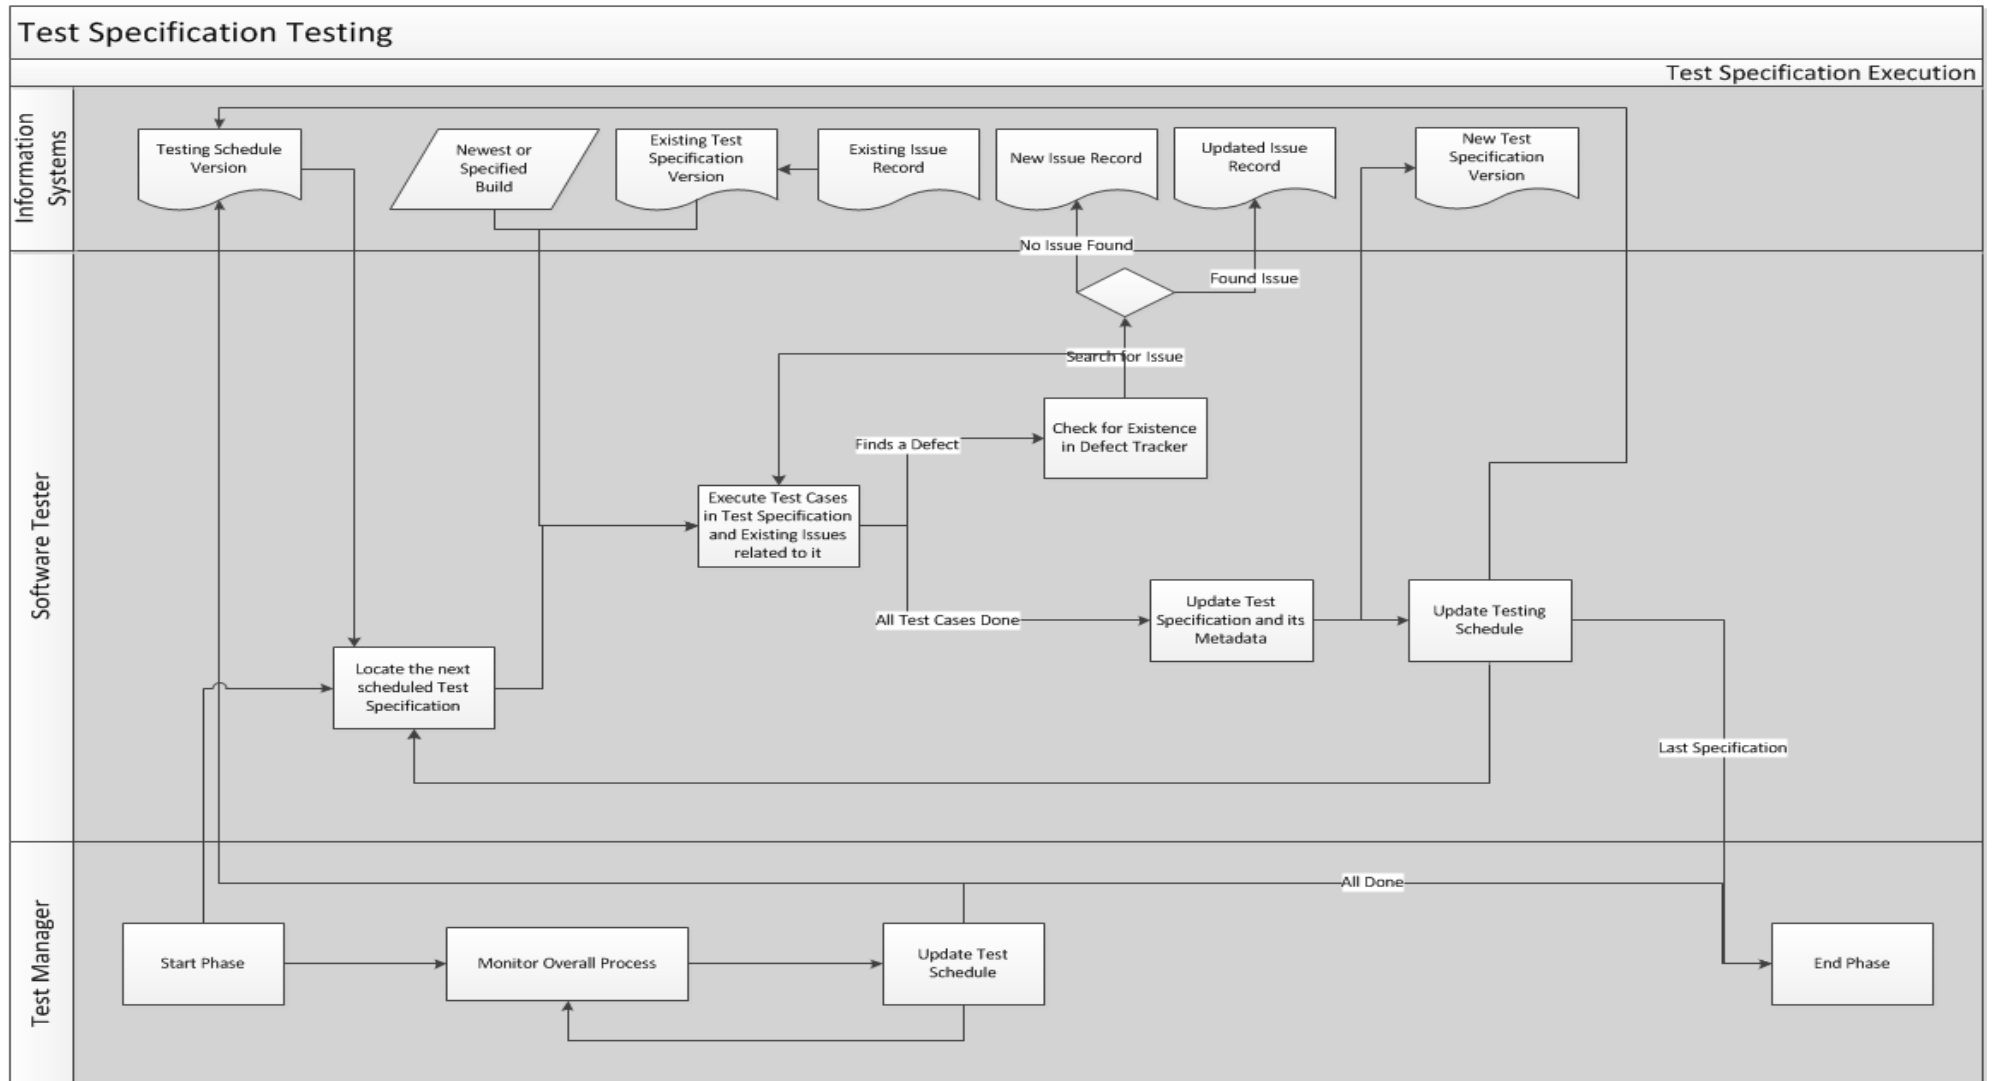 Test Specification Testing
Test Specification Execution
Information
Systems
Testing Schedule
Version
Newest or
Specified
Build
Existing Test
Specification
Version
Existing Issue
Record
New Issue Record
Updated Issue
Record
New Test
Specification
Version
No Issue Found
Found Issue
Software Tester
Search for Issue
Check for Existence
in Defect Tracker
Finds a Defect
Execute Test Cases
in Test Specification
and Existing Issues
related to it
All Test Cases Done
Update Test
Specification and its
Metadata
Update Testing
Schedule
Locate the next
scheduled Test
Specification
Last Specification
Test Manager
All Done
Start Phase
Monitor Overall Process
Update Test
Schedule
End Phase